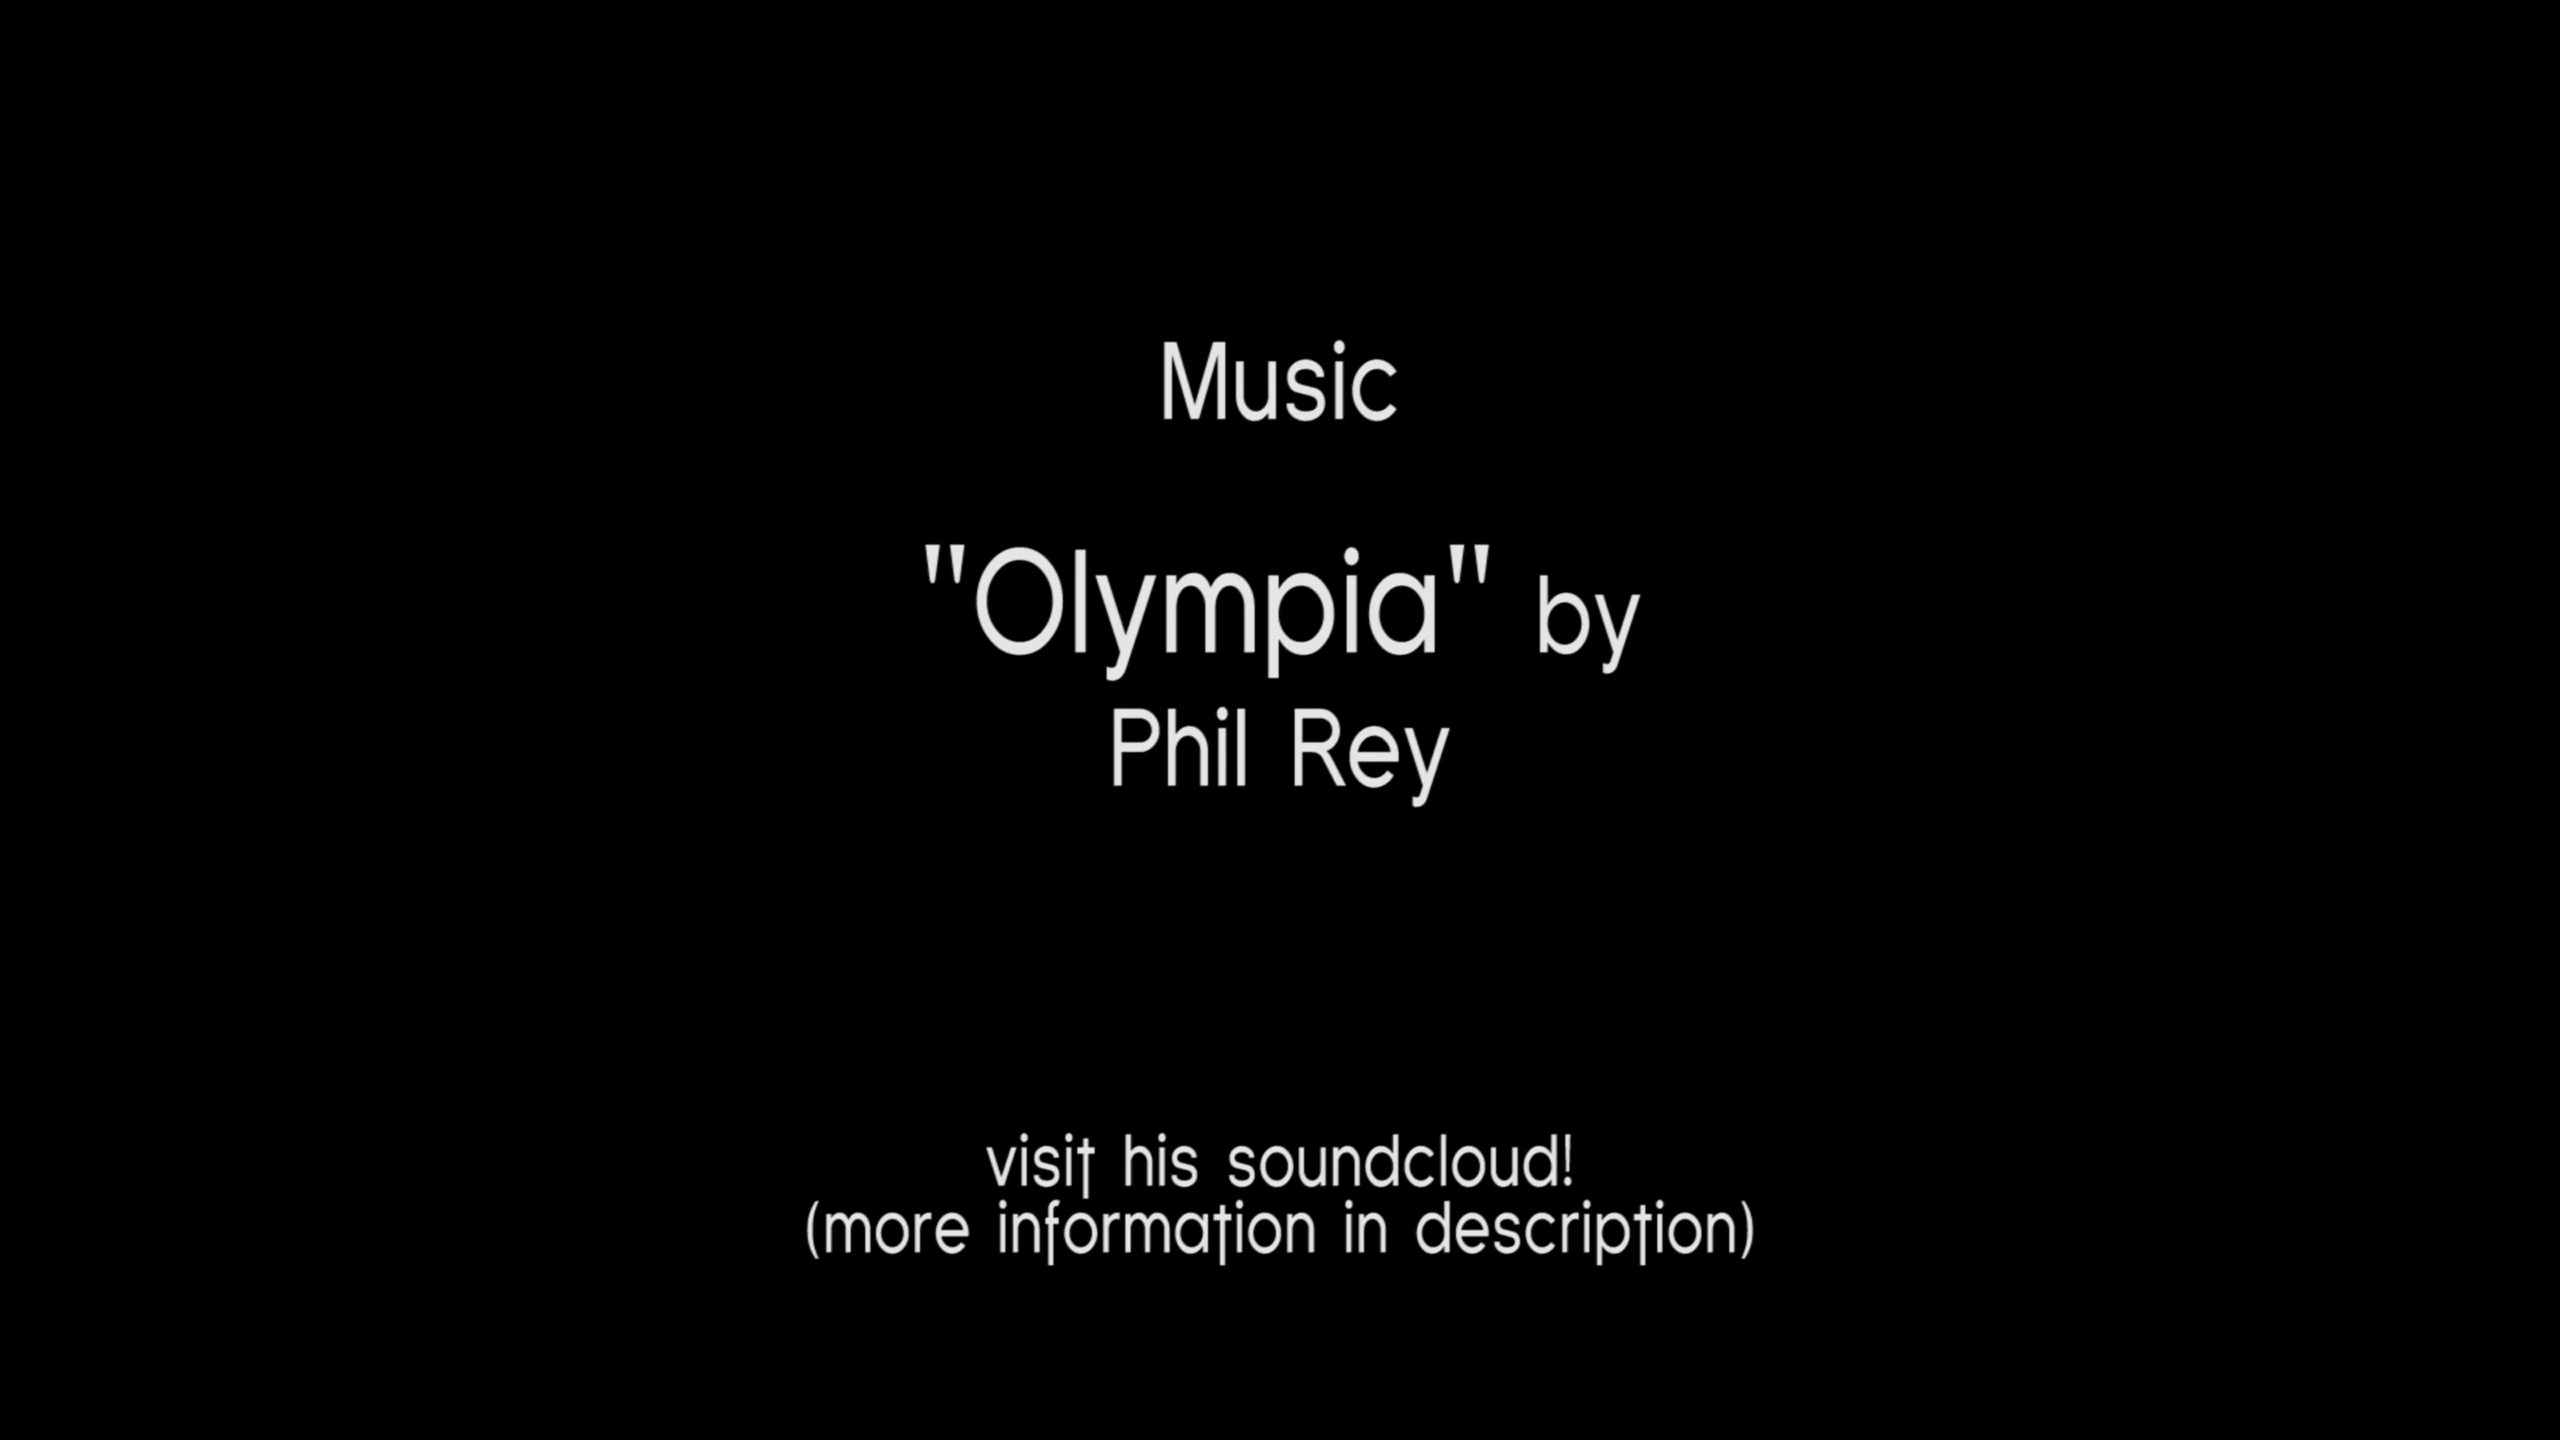 Music
"Olympia" by
Phil Rey
visit his soundcloud!
(more information in description)